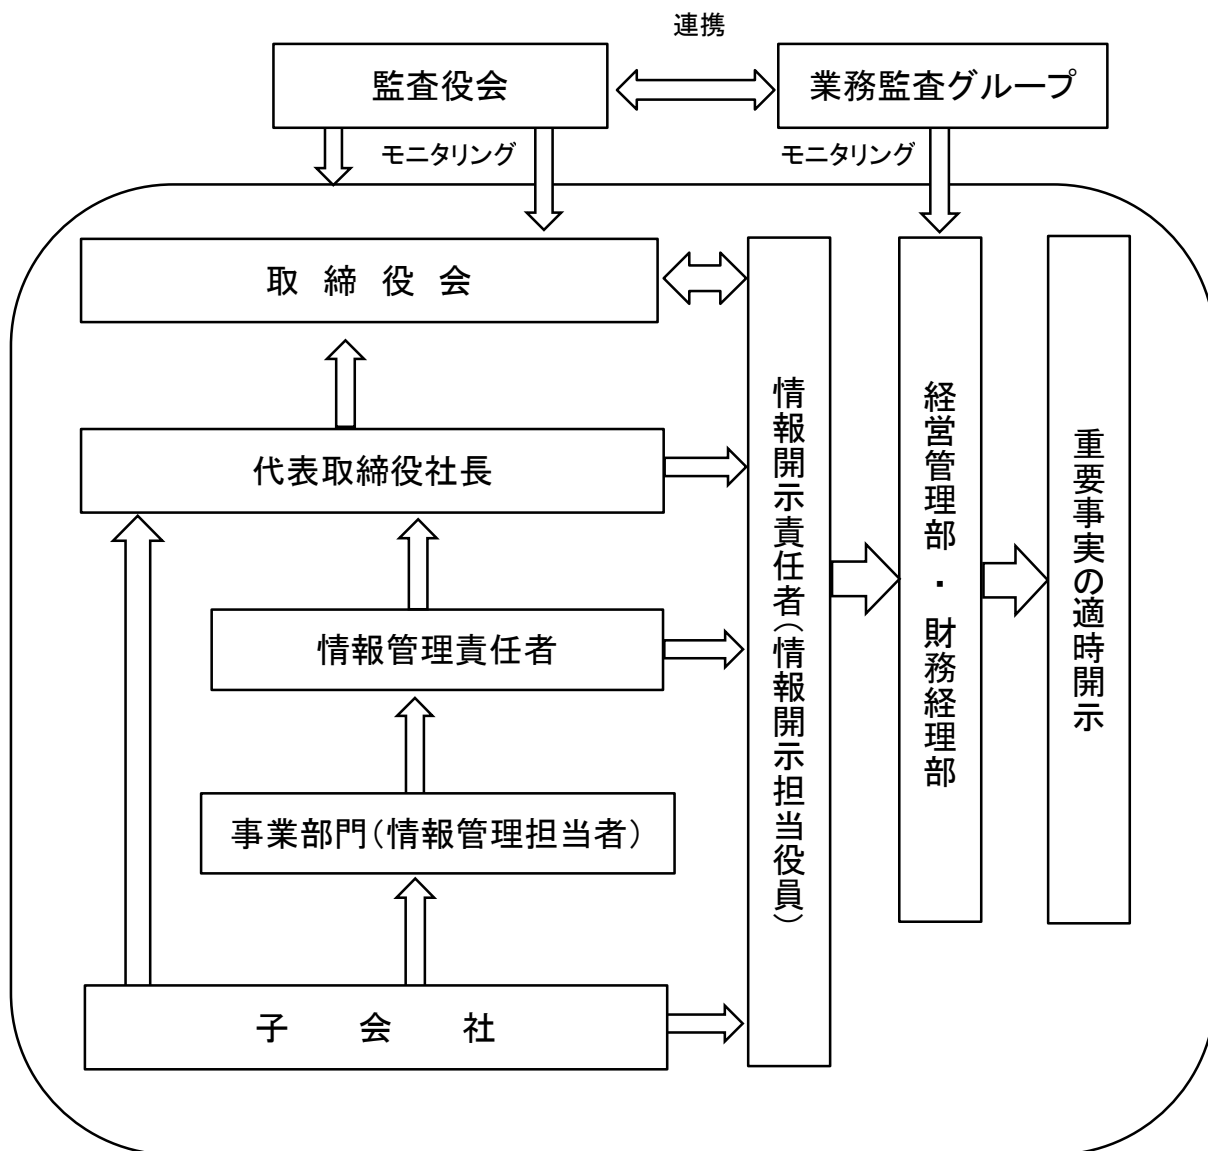 連携
監査役会
業務監査グループ
モニタリング
モニタリング
取締役会
代表取締役社長
情報管理責任者
事業部門(情報管理担当者)
子会社
情報開示責任者(情報開示担当役員)
経営管理部・財務経理部
重要事実の適時開示